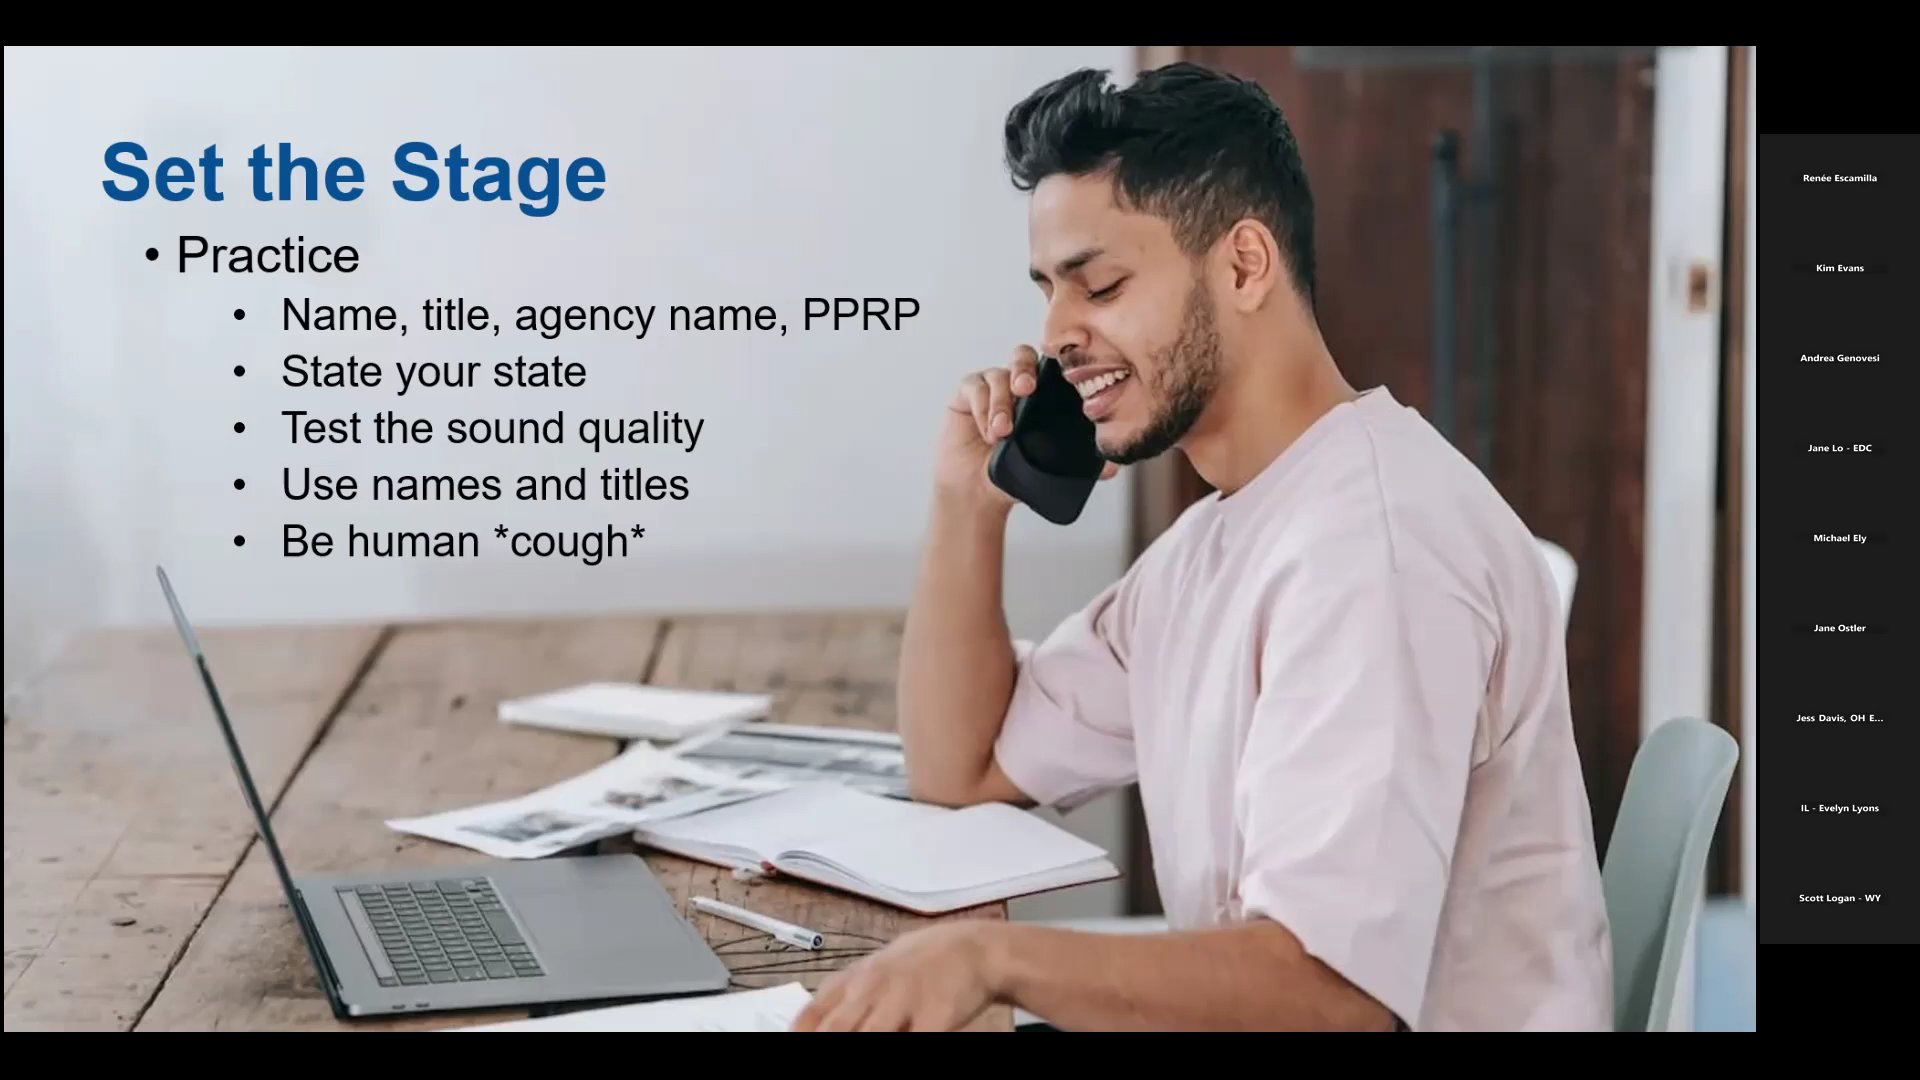 Set the Stage
• Practice
• Name, title, agency name, PPRP
• State your state
• Test the sound quality
• Use names and titles
• Be human *cough*
Renée Escamilla
Kim Evans
Andrea Genovesi
Jane Lo - EDC
Michael Ely
Jane Ostler
Jess Davis, OH E...
IL - Evelyn Lyons
Scott Logan - WY